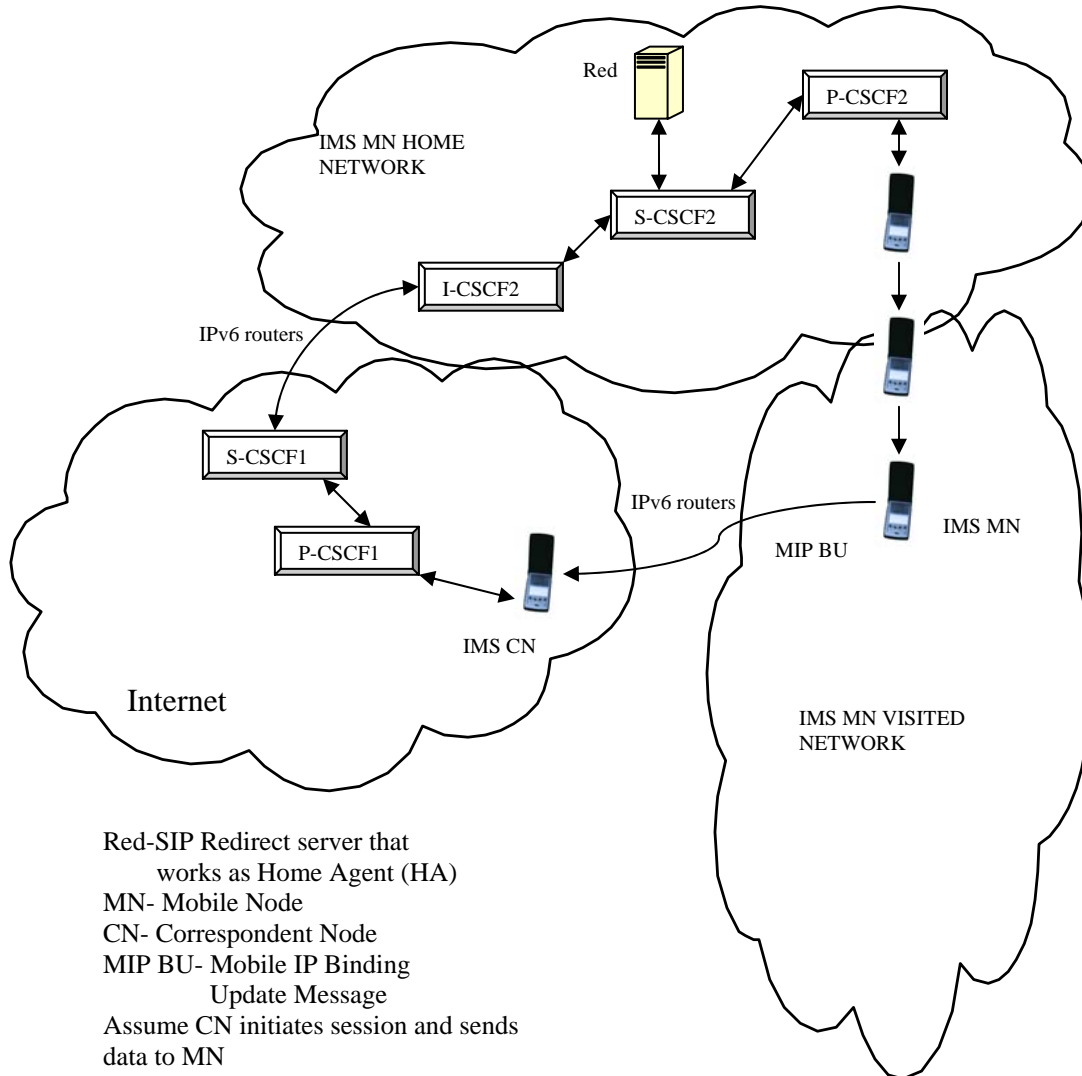 Red
P-CSCF2
IMS MN HOME
NETWORK
S-CSCF2
I-CSCF2
IPv6 routers
S-CSCF1
IPv6 routers
IMS MN
P-CSCF1
MIP BU
IMS CN
Internet
IMS MN VISITED
NETWORK
Red-SIP Redirect server that
works as Home Agent (HA)
MN- Mobile Node
CN- Correspondent Node
MIP BU- Mobile IP Binding
Update Message
Assume CN initiates session and sends
data to MN